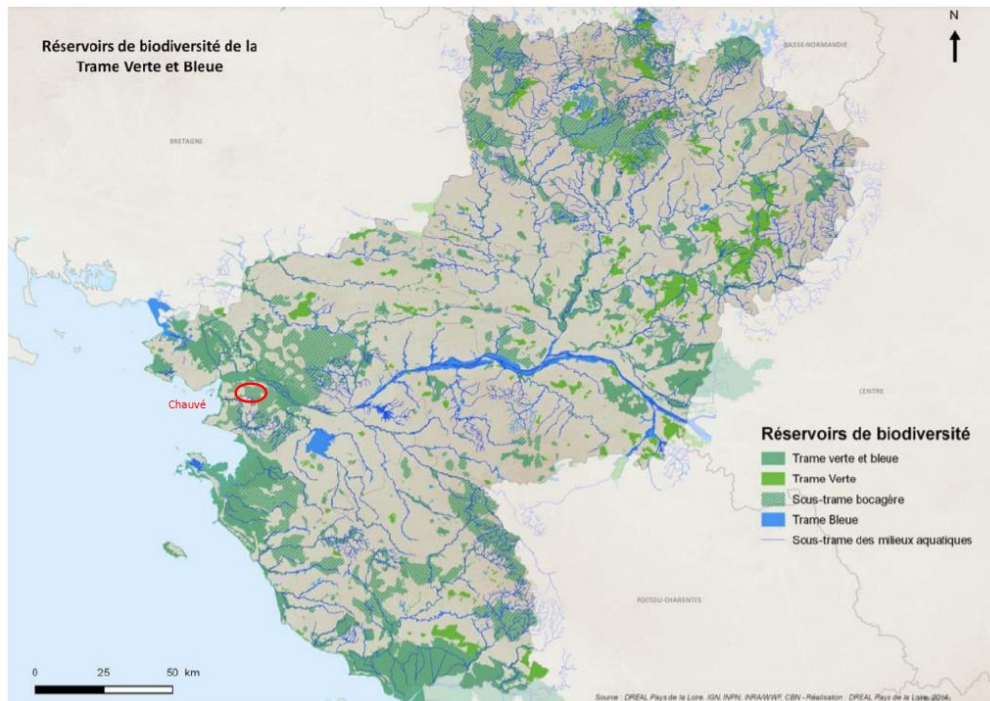 Réservoirs de biodiversité de la
Trame Verte et Bleue
N
BASSE-NORMANDIE
BRETAGNE
Chauvé
CENTRE
Réservoirs de biodiversité
Trame verte et bleue
Trame Verte
Sous-trame bocagère
Trame Bleue
Sous-trame des milieux aquatiques
POITOU-CHARENTES
0 25 50 km
Source : DREAL Pays de la Loire, IGN, INPN, INRA/WWF, CBN - Réalisation : DREAL Pays de la Loire, 2014